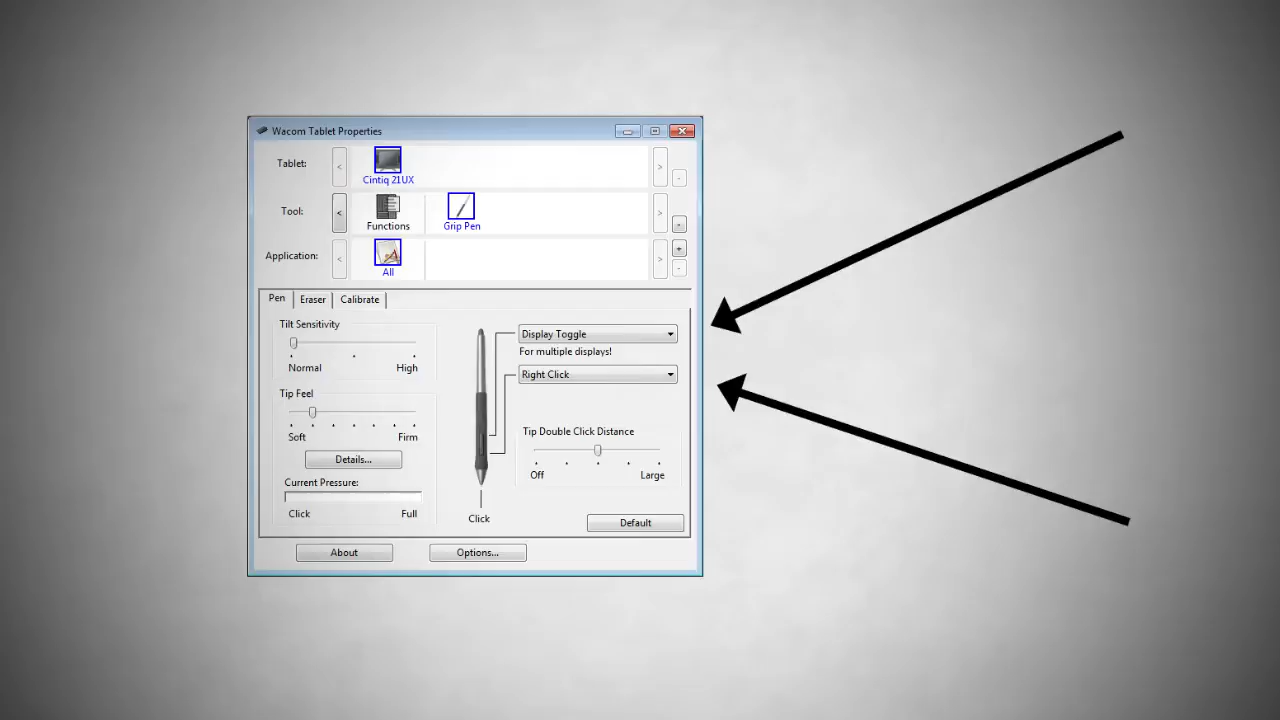 Wacom Tablet Properties
Tablet:
< Cintiq 21UX > -
Tool:
< Functions Grip Pen > -
Application:
< All > + -
Pen Eraser Calibrate
Tilt Sensitivity
Normal High
Tip Feel
Soft Firm
Details...
Current Pressure:
Click Full
Click
Display Toggle
For multiple displays!
Right Click
Tip Double Click Distance
Off Large
Default
About Options...